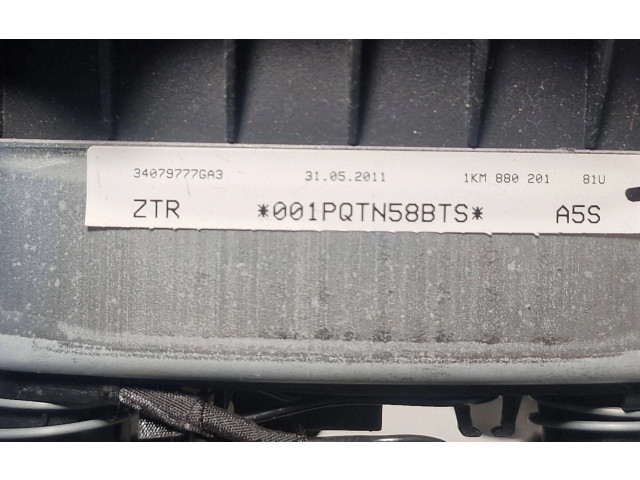 34079777GA3 31.05.2011 1KM 880 201 81U
ZTR *001PQTN58BTS* A5S